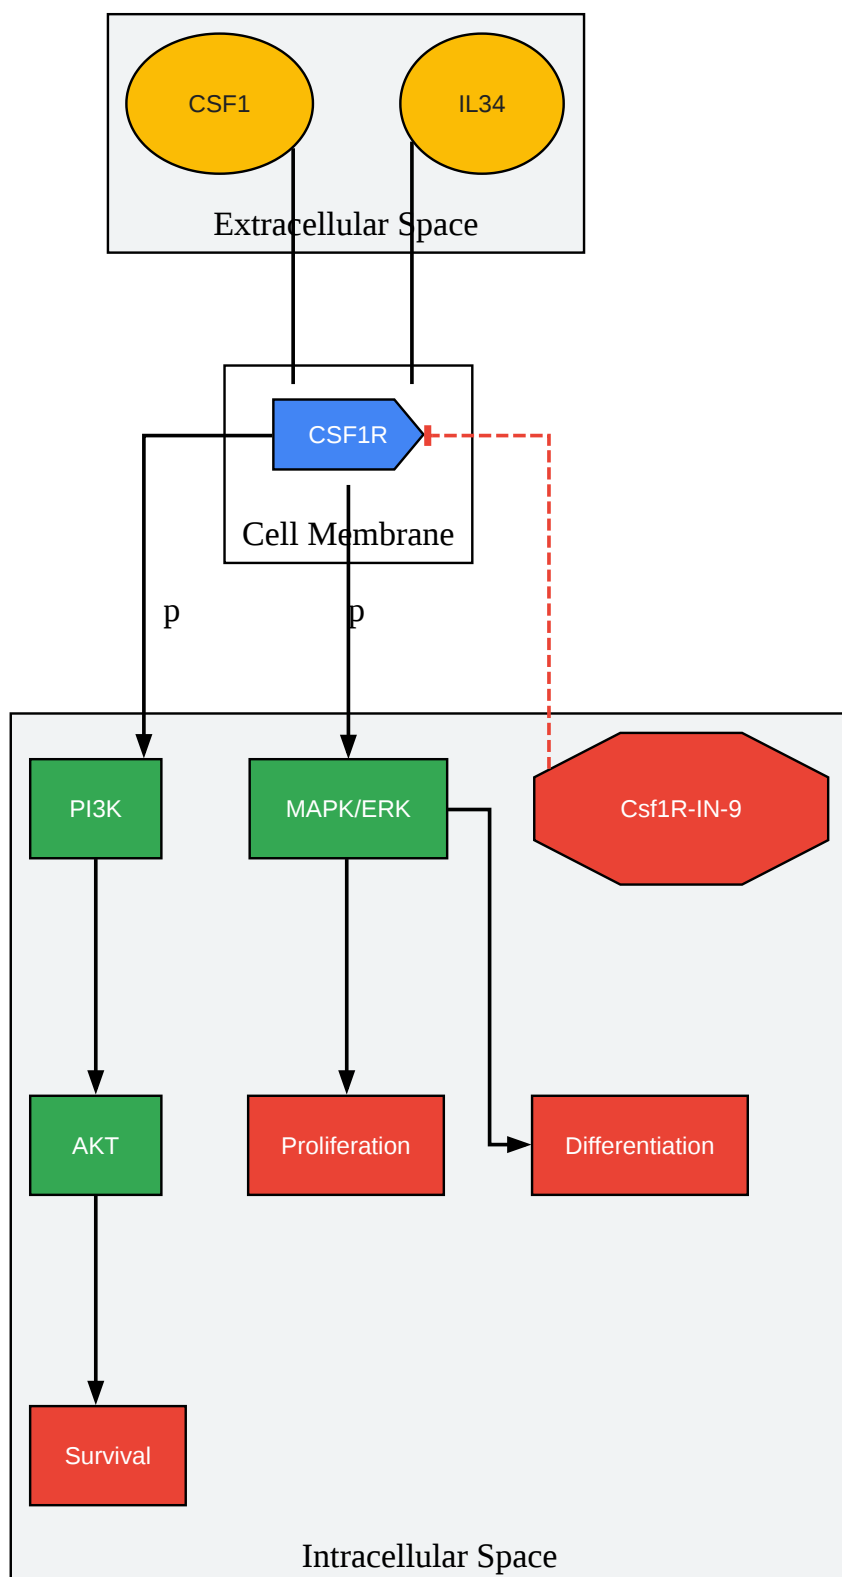 CSF1
IL34
Extracellular Space
CSF1R
Cell Membrane
p
p
PI3K
MAPK/ERK
Csf1R-IN-9
AKT
Proliferation
Differentiation
Survival
Intracellular Space